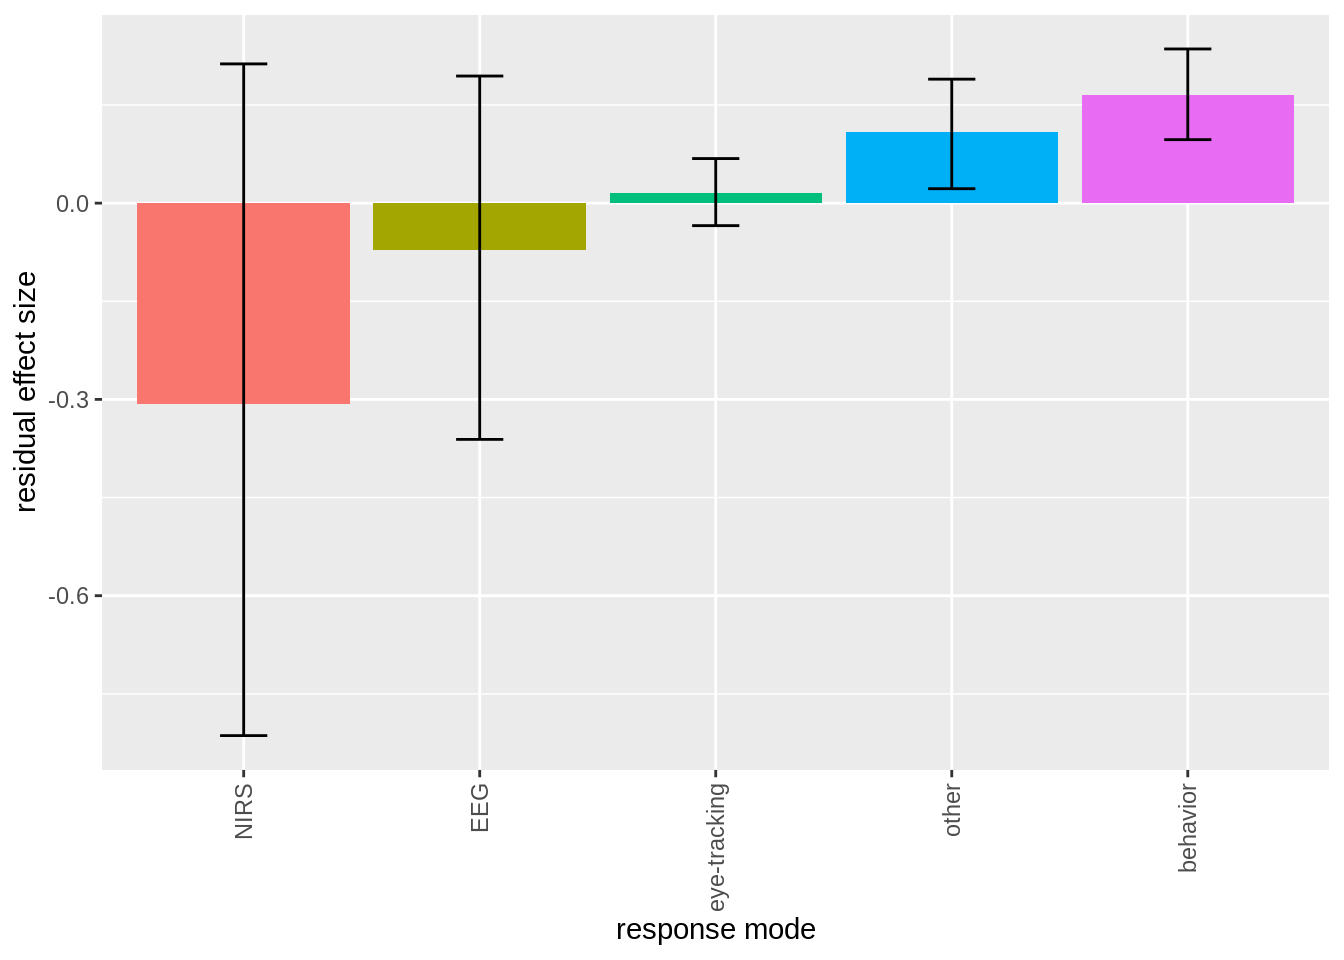 residual effect size
0.0
-0.3
-0.6
NIRS
EEG
eye-tracking
other
behavior
response mode